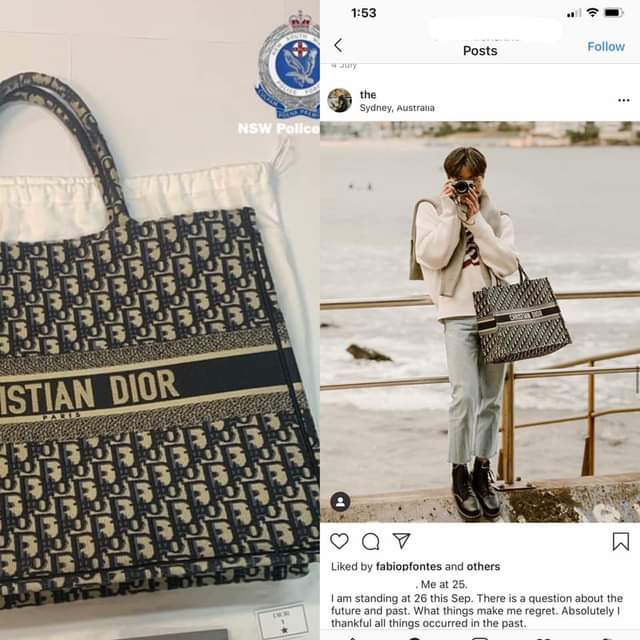 NSW Police
ISTIAN DIOR
PARIS
1:53
Posts
Follow
4 July
the
Sydney, Australia
CHRISTIAN DIOR
Liked by fabiopfontes and others
. Me at 25.
I am standing at 26 this Sep. There is a question about the
future and past. What things make me regret. Absolutely I
thankful all things occurred in the past.